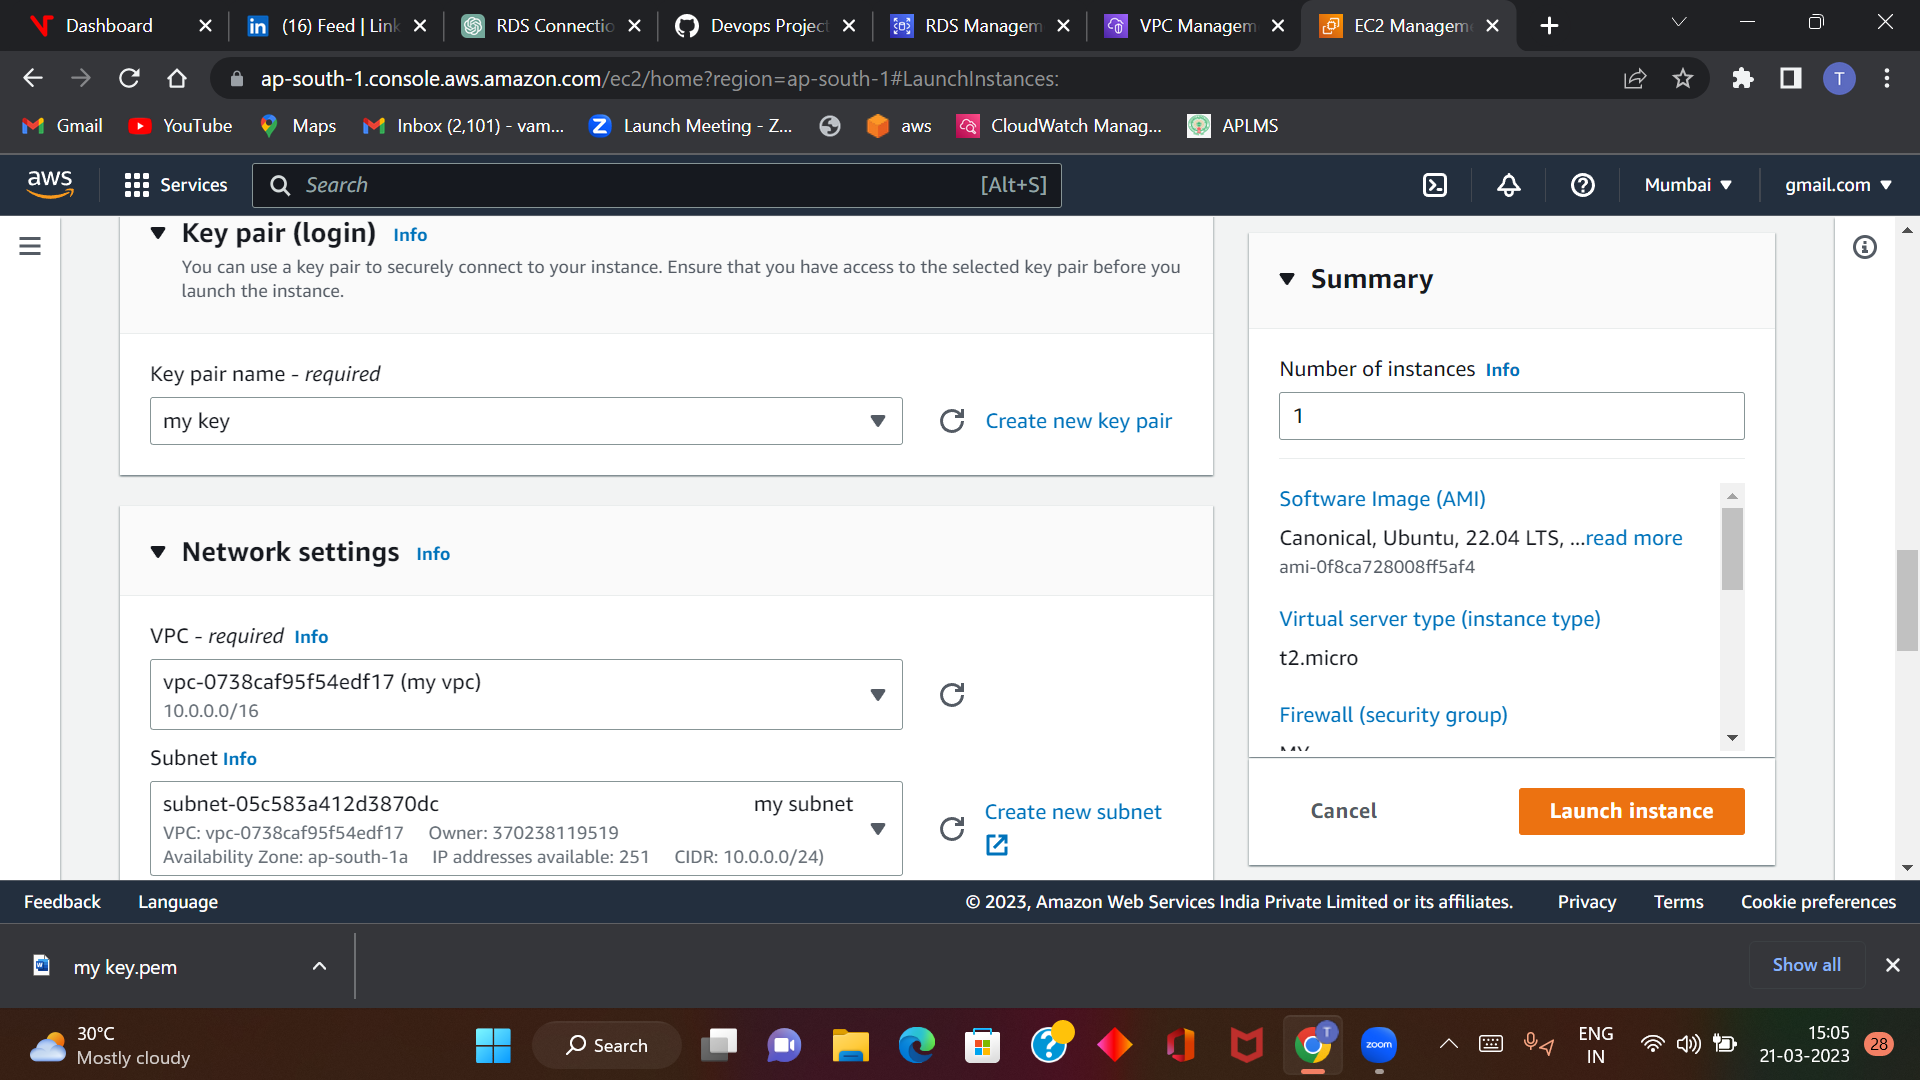 Dashboard
(16) Feed | Link
RDS Connectio
Devops Project
RDS Managem
VPC Managem
EC2 Managem
ap-south-1.console.aws.amazon.com/ec2/home?region=ap-south-1#LaunchInstances:
T
Gmail
YouTube
Maps
Inbox (2,101) - vam...
Launch Meeting - Z...
aws
CloudWatch Manag...
APLMS
aws
Services
Search
[Alt+S]
Mumbai
gmail.com
Key pair (login) Info
You can use a key pair to securely connect to your instance. Ensure that you have access to the selected key pair before you
launch the instance.
Key pair name - required
my key
Create new key pair
Network settings Info
VPC - required Info
vpc-0738caf95f54edf17 (my vpc)
10.0.0.0/16
Subnet Info
subnet-05c583a412d3870dc my subnet
VPC: vpc-0738caf95f54edf17 Owner: 370238119519
Availability Zone: ap-south-1a IP addresses available: 251 CIDR: 10.0.0.0/24)
Create new subnet
Summary
Number of instances Info
1
Software Image (AMI)
Canonical, Ubuntu, 22.04 LTS, ...read more
ami-0f8ca728008ff5af4
Virtual server type (instance type)
t2.micro
Firewall (security group)
MY
Cancel
Launch instance
Feedback
Language
© 2023, Amazon Web Services India Private Limited or its affiliates.
Privacy
Terms
Cookie preferences
my key.pem
Show all
30°C
Mostly cloudy
Search
T
zoom
ENG
IN
15:05
21-03-2023
28